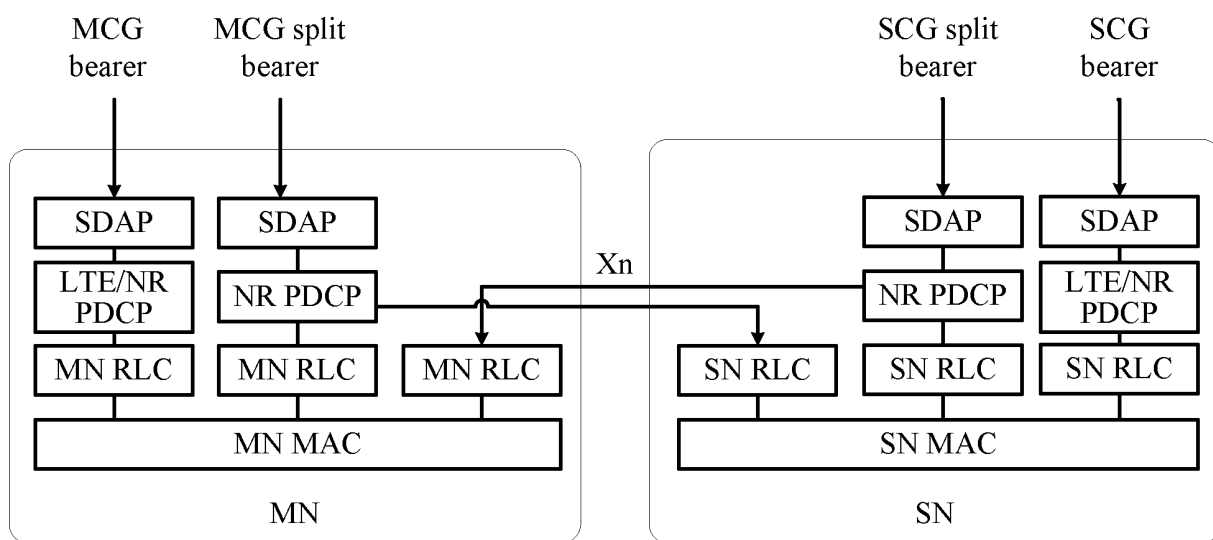 MCG
bearer
MCG split
bearer
SCG split
bearer
SCG
bearer
SDAP
SDAP
SDAP
SDAP
Xn
LTE/NR
PDCP
NR PDCP
NR PDCP
LTE/NR
PDCP
MN RLC
MN RLC
MN RLC
SN RLC
SN RLC
SN RLC
MN MAC
SN MAC
MN
SN